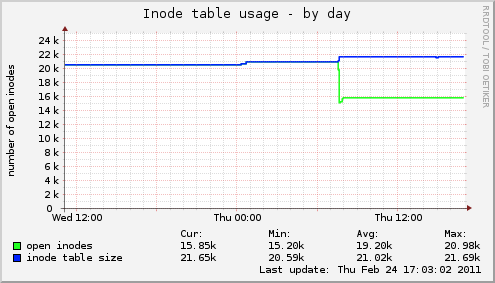 Inode table usage - by day
RRDTOOL / TOBI OETIKER
number of open inodes
24 k
22 k
20 k
18 k
16 k
14 k
12 k
10 k
8 k
6 k
4 k
2 k
0
Wed 12:00 Thu 00:00 Thu 12:00
Cur: Min: Avg: Max:
open inodes 15.85k 15.20k 19.20k 20.98k
inode table size 21.65k 20.59k 21.02k 21.69k
Last update: Thu Feb 24 17:03:02 2011